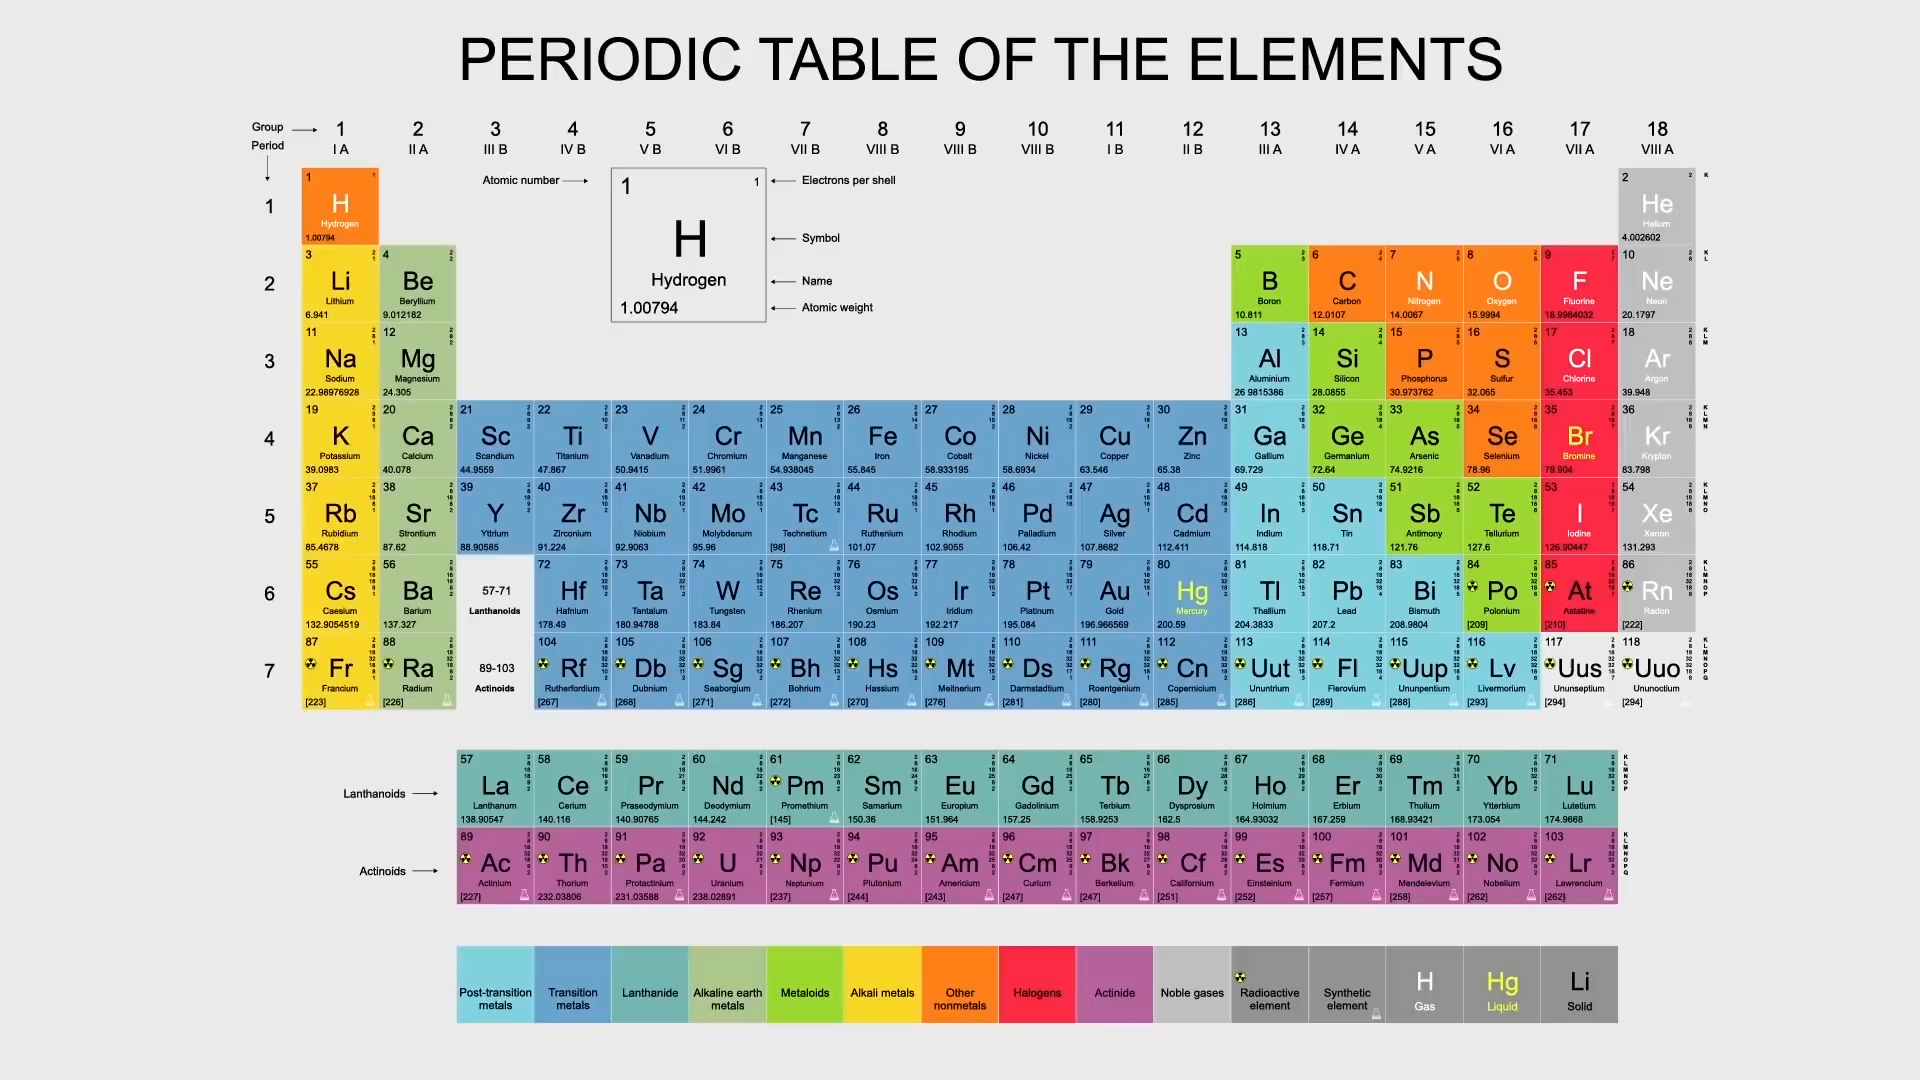 PERIODIC TABLE OF THE ELEMENTS
Group 1 2 3 4 5 6 7 8 9 10 11 12 13 14 15 16 17 18
Period I A II A III B IV B V B VI B VII B VIII B VIII B VIII B I B II B III A IV A V A VI A VII A VIII A
Atomic number
1 1
H
Hydrogen
1.00794
Electrons per shell
Symbol
Name
Atomic weight
1
1 H Hydrogen 1.00794
2 He Helium 4.002602
2
3 Li Lithium 6.941
4 Be Beryllium 9.012182
5 B Boron 10.811
6 C Carbon 12.0107
7 N Nitrogen 14.0067
8 O Oxygen 15.9994
9 F Fluorine 18.9984032
10 Ne Neon 20.1797
3
11 Na Sodium 22.98976928
12 Mg Magnesium 24.305
13 Al Aluminium 26 9815386
14 Si Silicon 28.0855
15 P Phosphorus 30.973762
16 S Sulfur 32.065
17 Cl Chlorine 35.453
18 Ar Argon 39.948
4
19 K Potassium 39.0983
20 Ca Calcium 40.078
21 Sc Scandium 44.9559
22 Ti Titanium 47.867
23 V Vanadium 50.9415
24 Cr Chromium 51.9961
25 Mn Manganese 54.938045
26 Fe Iron 55.845
27 Co Cobalt 58.933195
28 Ni Nickel 58.6934
29 Cu Copper 63.546
30 Zn Zinc 65.38
31 Ga Gallium 69.729
32 Ge Germanium 72.64
33 As Arsenic 74.9216
34 Se Selenium 78.96
35 Br Bromine 79.904
36 Kr Krypton 83.798
5
37 Rb Rubidium 85.4678
38 Sr Strontium 87.62
39 Y Yttrium 88.90585
40 Zr Zirconium 91.224
41 Nb Niobium 92.9063
42 Mo Molybdenum 95.96
43 Tc Technetium [98]
44 Ru Ruthenium 101.07
45 Rh Rhodium 102.9055
46 Pd Palladium 106.42
47 Ag Silver 107.8682
48 Cd Cadmium 112.411
49 In Indium 114.818
50 Sn Tin 118.71
51 Sb Antimony 121.76
52 Te Tellurium 127.6
53 I Iodine 126.90447
54 Xe Xenon 131.293
6
55 Cs Caesium 132.9054519
56 Ba Barium 137.327
57-71 Lanthanoids
72 Hf Hafnium 178.49
73 Ta Tantalum 180.94788
74 W Tungsten 183.84
75 Re Rhenium 186.207
76 Os Osmium 190.23
77 Ir Iridium 192.217
78 Pt Platinum 195.084
79 Au Gold 196.966569
80 Hg Mercury 200.59
81 Tl Thallium 204.3833
82 Pb Lead 207.2
83 Bi Bismuth 208.9804
84 Po Polonium [209]
85 At Astatine [210]
86 Rn Radon [222]
7
87 Fr Francium [223]
88 Ra Radium [226]
89-103 Actinoids
104 Rf Rutherfordium [267]
105 Db Dubnium [268]
106 Sg Seaborgium [271]
107 Bh Bohrium [272]
108 Hs Hassium [270]
109 Mt Meitnerium [276]
110 Ds Darmstadtium [281]
111 Rg Roentgenium [280]
112 Cn Copernicium [285]
113 Uut Ununtrium [286]
114 Fl Flerovium [289]
115 Uup Ununpentium [288]
116 Lv Livermorium [293]
117 Uus Ununseptium [294]
118 Uuo Ununoctium [294]
Lanthanoids
57 La Lanthanum 138.90547
58 Ce Cerium 140.116
59 Pr Praseodymium 140.90765
60 Nd Deodymium 144.242
61 Pm Promethium [145]
62 Sm Samarium 150.36
63 Eu Europium 151.964
64 Gd Gadolinium 157.25
65 Tb Terbium 158.9253
66 Dy Dysprosium 162.5
67 Ho Holmium 164.93032
68 Er Erbium 167.259
69 Tm Thulium 168.93421
70 Yb Ytterbium 173.054
71 Lu Lutetium 174.9668
Actinoids
89 Ac Actinium [227]
90 Th Thorium 232.03806
91 Pa Protactinium 231.03588
92 U Uranium 238.02891
93 Np Neptunium [237]
94 Pu Plutonium [244]
95 Am Americium [243]
96 Cm Curium [247]
97 Bk Berkelium [247]
98 Cf Californium [251]
99 Es Einsteinium [252]
100 Fm Fermium [257]
101 Md Mendelevium [258]
102 No Nobelium [262]
103 Lr Lawrencium [262]
Post-transition metals
Transition metals
Lanthanide
Alkaline earth metals
Metaloids
Alkali metals
Other nonmetals
Halogens
Actinide
Noble gases
Radioactive element
Synthetic element
H Gas
Hg Liquid
Li Solid